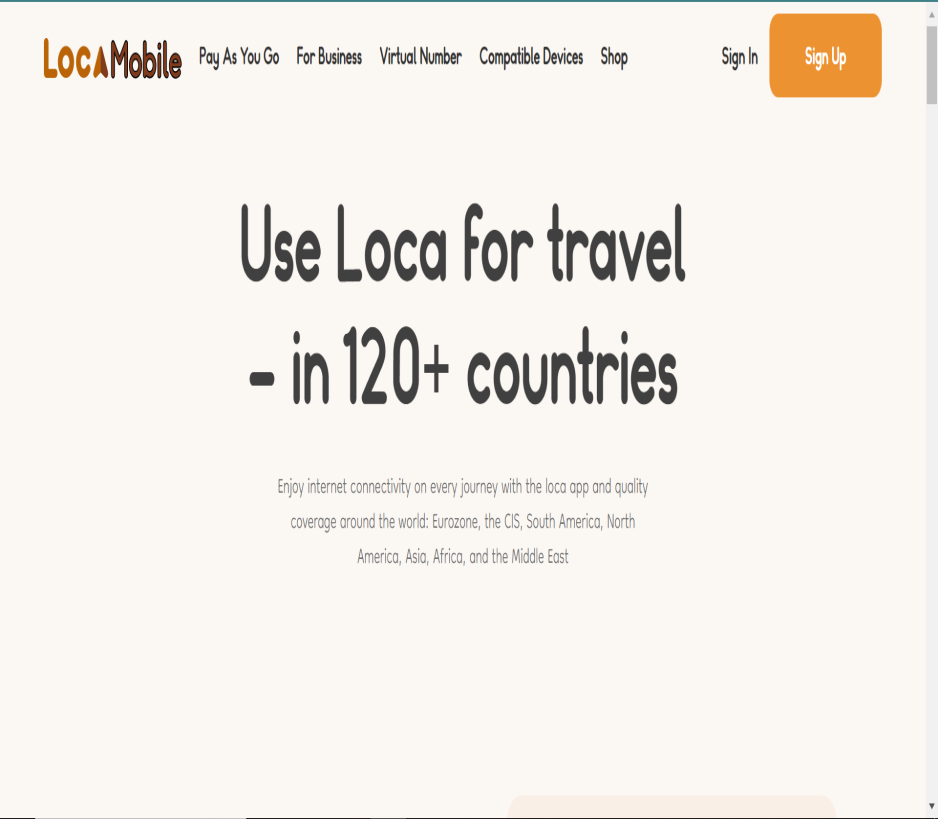 LocaMobile Pay As You Go For Business Virtual Number Compatible Devices Shop Sign In Sign Up
Use Loca for travel
– in 120+ countries
Enjoy internet connectivity on every journey with the loca app and quality
coverage around the world: Eurozone, the CIS, South America, North
America, Asia, Africa, and the Middle East